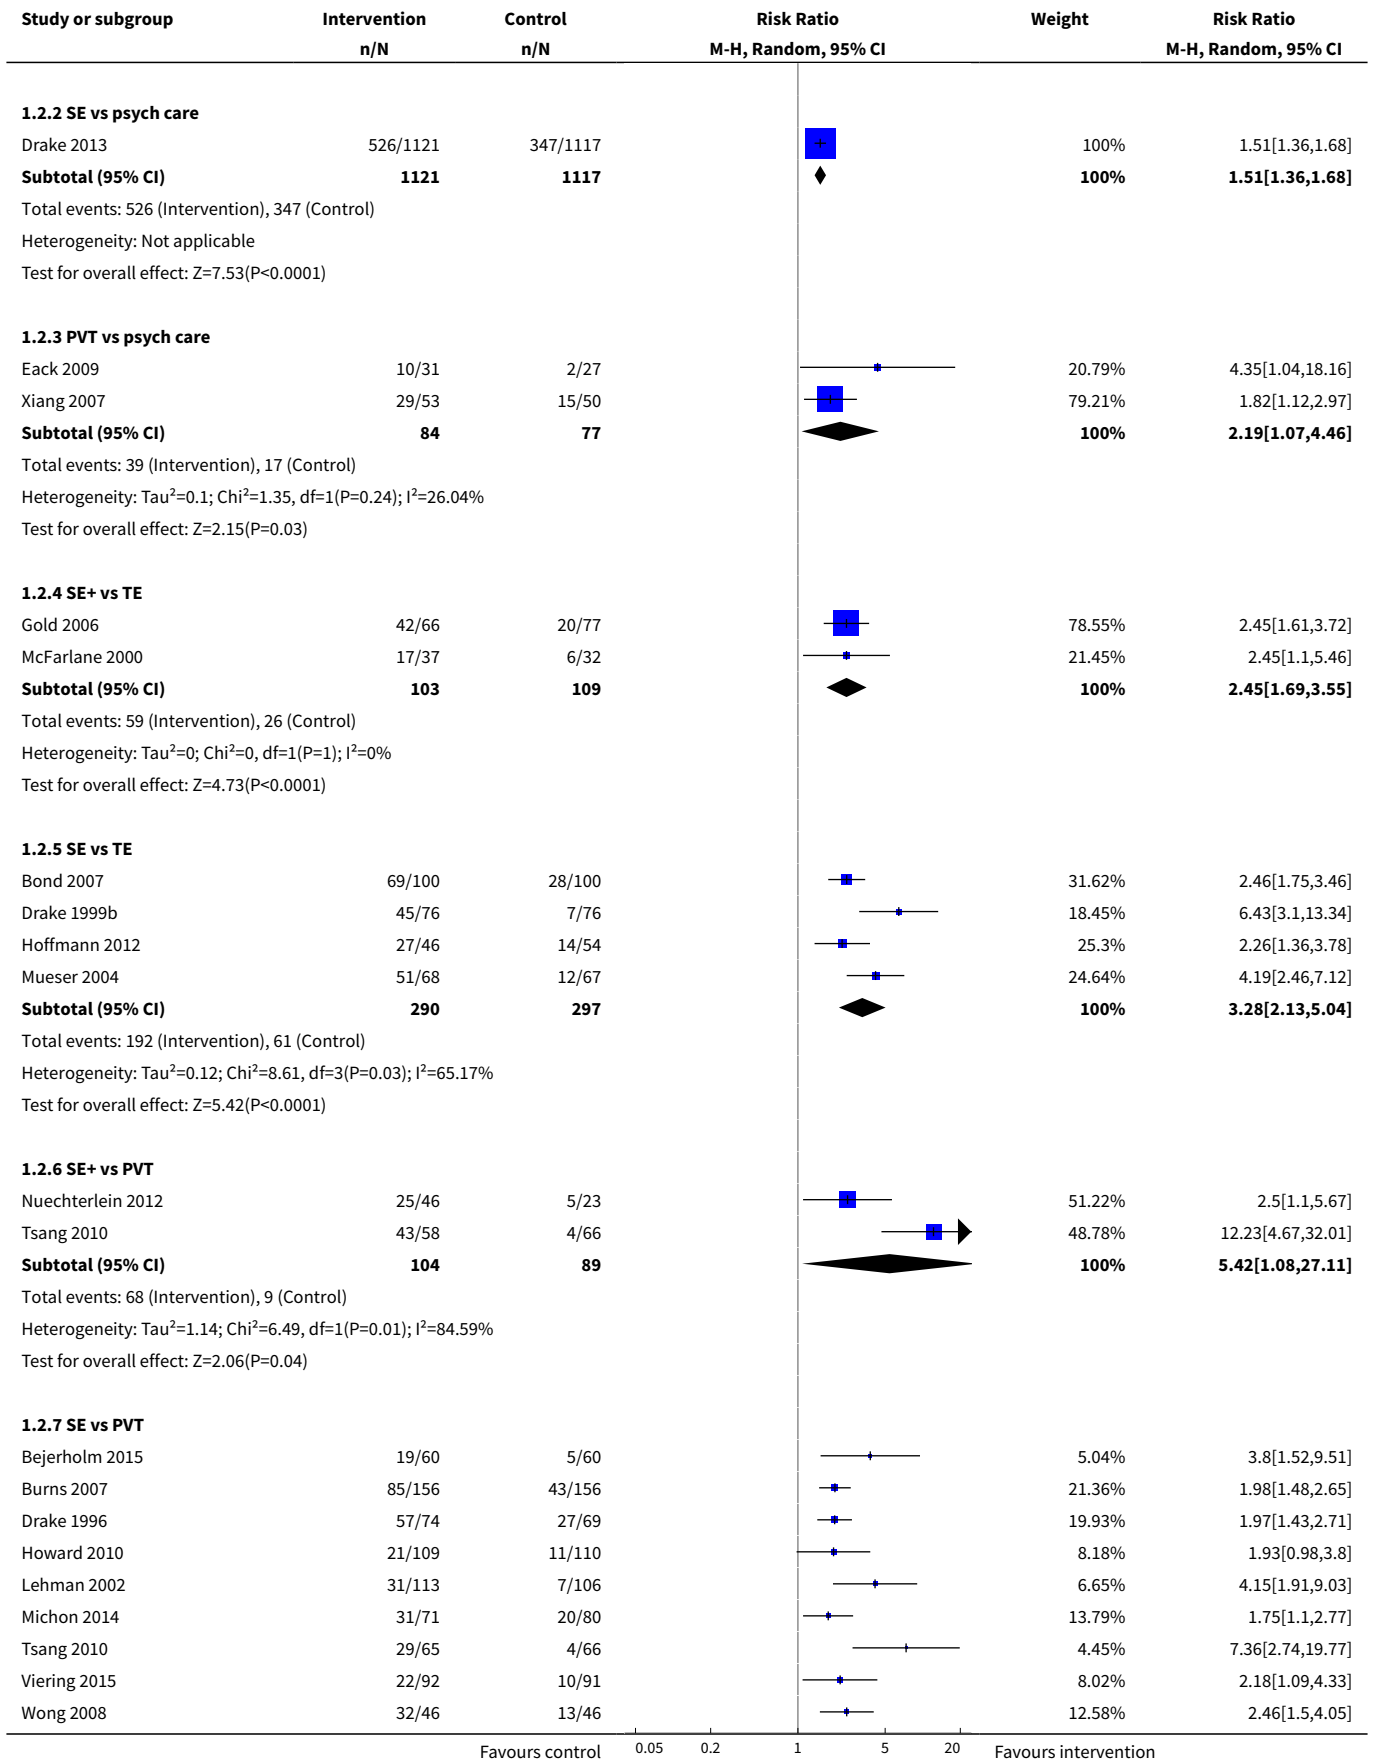 Study or subgroup Intervention Control Risk Ratio Weight Risk Ratio
n/N n/N M-H, Random, 95% CI M-H, Random, 95% CI
1.2.2 SE vs psych care
Drake 2013 526/1121 347/1117 100% 1.51[1.36,1.68]
Subtotal (95% CI) 1121 1117 100% 1.51[1.36,1.68]
Total events: 526 (Intervention), 347 (Control)
Heterogeneity: Not applicable
Test for overall effect: Z=7.53(P<0.0001)
1.2.3 PVT vs psych care
Eack 2009 10/31 2/27 20.79% 4.35[1.04,18.16]
Xiang 2007 29/53 15/50 79.21% 1.82[1.12,2.97]
Subtotal (95% CI) 84 77 100% 2.19[1.07,4.46]
Total events: 39 (Intervention), 17 (Control)
Heterogeneity: Tau²=0.1; Chi²=1.35, df=1(P=0.24); I²=26.04%
Test for overall effect: Z=2.15(P=0.03)
1.2.4 SE+ vs TE
Gold 2006 42/66 20/77 78.55% 2.45[1.61,3.72]
McFarlane 2000 17/37 6/32 21.45% 2.45[1.1,5.46]
Subtotal (95% CI) 103 109 100% 2.45[1.69,3.55]
Total events: 59 (Intervention), 26 (Control)
Heterogeneity: Tau²=0; Chi²=0, df=1(P=1); I²=0%
Test for overall effect: Z=4.73(P<0.0001)
1.2.5 SE vs TE
Bond 2007 69/100 28/100 31.62% 2.46[1.75,3.46]
Drake 1999b 45/76 7/76 18.45% 6.43[3.1,13.34]
Hoffmann 2012 27/46 14/54 25.3% 2.26[1.36,3.78]
Mueser 2004 51/68 12/67 24.64% 4.19[2.46,7.12]
Subtotal (95% CI) 290 297 100% 3.28[2.13,5.04]
Total events: 192 (Intervention), 61 (Control)
Heterogeneity: Tau²=0.12; Chi²=8.61, df=3(P=0.03); I²=65.17%
Test for overall effect: Z=5.42(P<0.0001)
1.2.6 SE+ vs PVT
Nuechterlein 2012 25/46 5/23 51.22% 2.5[1.1,5.67]
Tsang 2010 43/58 4/66 48.78% 12.23[4.67,32.01]
Subtotal (95% CI) 104 89 100% 5.42[1.08,27.11]
Total events: 68 (Intervention), 9 (Control)
Heterogeneity: Tau²=1.14; Chi²=6.49, df=1(P=0.01); I²=84.59%
Test for overall effect: Z=2.06(P=0.04)
1.2.7 SE vs PVT
Bejerholm 2015 19/60 5/60 5.04% 3.8[1.52,9.51]
Burns 2007 85/156 43/156 21.36% 1.98[1.48,2.65]
Drake 1996 57/74 27/69 19.93% 1.97[1.43,2.71]
Howard 2010 21/109 11/110 8.18% 1.93[0.98,3.8]
Lehman 2002 31/113 7/106 6.65% 4.15[1.91,9.03]
Michon 2014 31/71 20/80 13.79% 1.75[1.1,2.77]
Tsang 2010 29/65 4/66 4.45% 7.36[2.74,19.77]
Viering 2015 22/92 10/91 8.02% 2.18[1.09,4.33]
Wong 2008 32/46 13/46 12.58% 2.46[1.5,4.05]
Favours control 0.05 0.2 1 5 20 Favours intervention